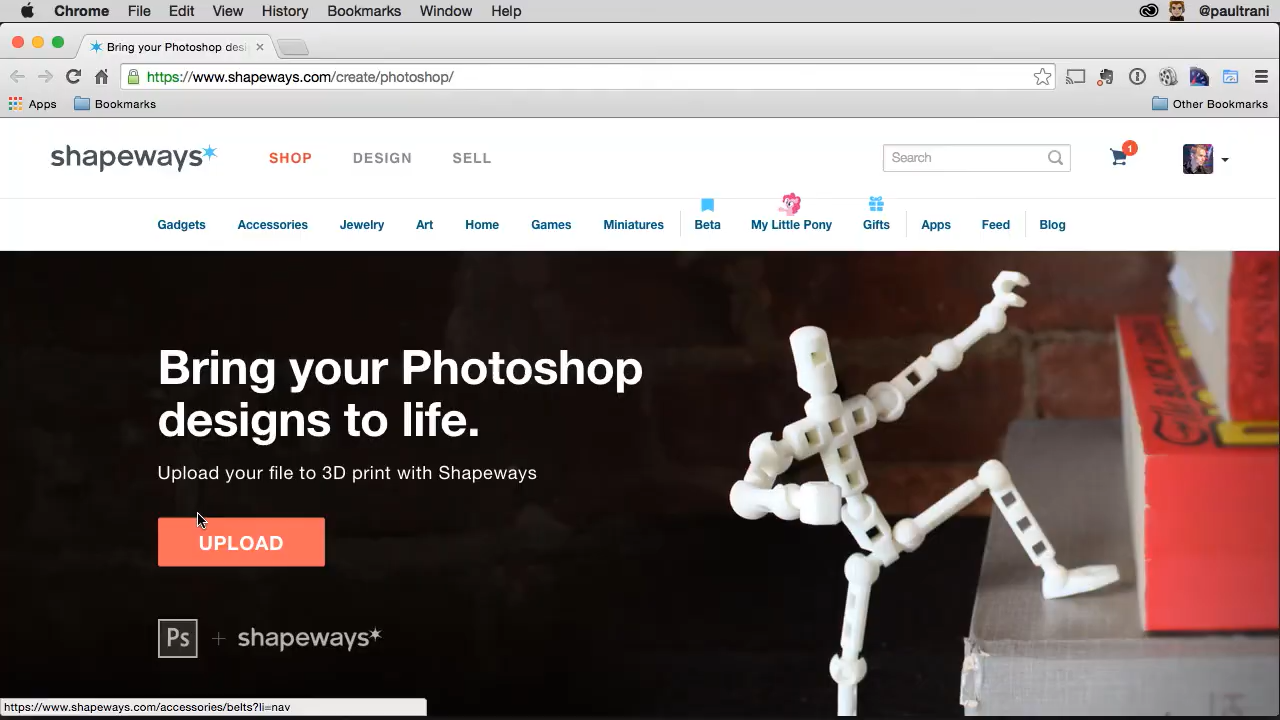 Chrome File Edit View History Bookmarks Window Help @paultrani
Bring your Photoshop desi
https://www.shapeways.com/create/photoshop/
Apps Bookmarks Other Bookmarks
shapeways* SHOP DESIGN SELL Search 1
Gadgets Accessories Jewelry Art Home Games Miniatures Beta My Little Pony Gifts Apps Feed Blog
Bring your Photoshop
designs to life.
Upload your file to 3D print with Shapeways
UPLOAD
Ps + shapeways*
https://www.shapeways.com/accessories/belts?li=nav